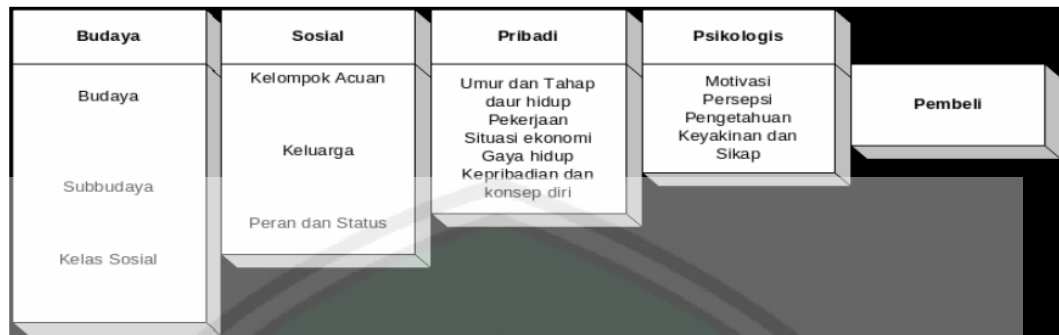 Budaya
Budaya
Subbudaya
Kelas Sosial
Sosial
Kelompok Acuan
Keluarga
Peran dan Status
Pribadi
Umur dan Tahap
daur hidup
Pekerjaan
Situasi ekonomi
Gaya hidup
Kepribadian dan
konsep diri
Psikologis
Motivasi
Persepsi
Pengetahuan
Keyakinan dan
Sikap
Pembeli